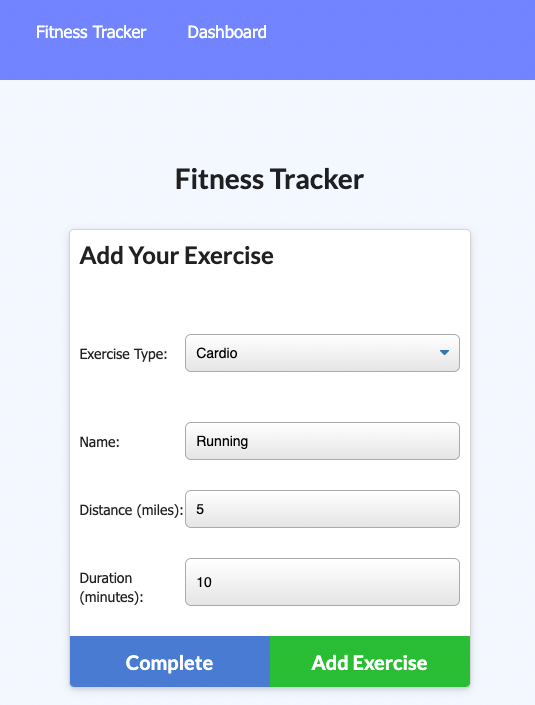 Fitness Tracker Dashboard
Fitness Tracker
Add Your Exercise
Exercise Type: Cardio
Name: Running
Distance (miles): 5
Duration
(minutes): 10
Complete Add Exercise